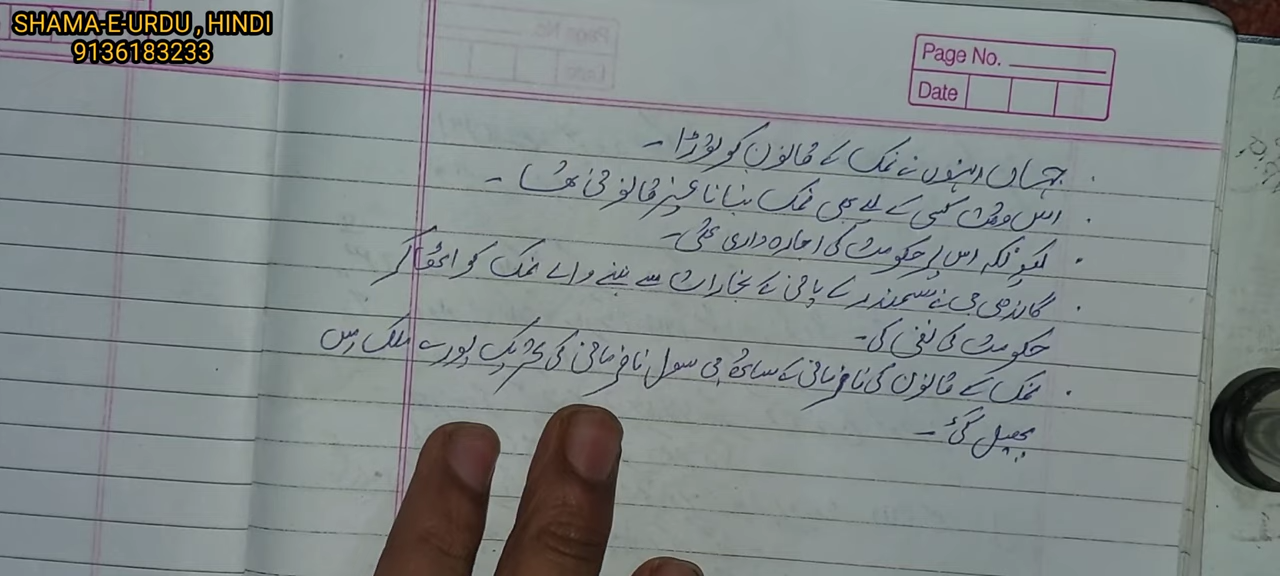 SHAMA-E-URDU , HINDI
9136183233
Page No.
Date
جہاں انہوں نے نمک کے قانون کو توڑا ۔
اس وقت کسی کے لیے بھی نمک بنانا غیر قانونی تھا ۔
کیونکہ اس پر حکومت کی اجارہ داری تھی۔
گاندھی جی نے سمندر کے پانی کے بخارات سے بننے والے نمک کو اٹھا کر
حکومت کی نفی کی۔
نمک کے قانون کی نافرمانی کے ساتھ ہی سول نافرمانی کی تحریک پورے ملک میں
پھیل گئی ۔